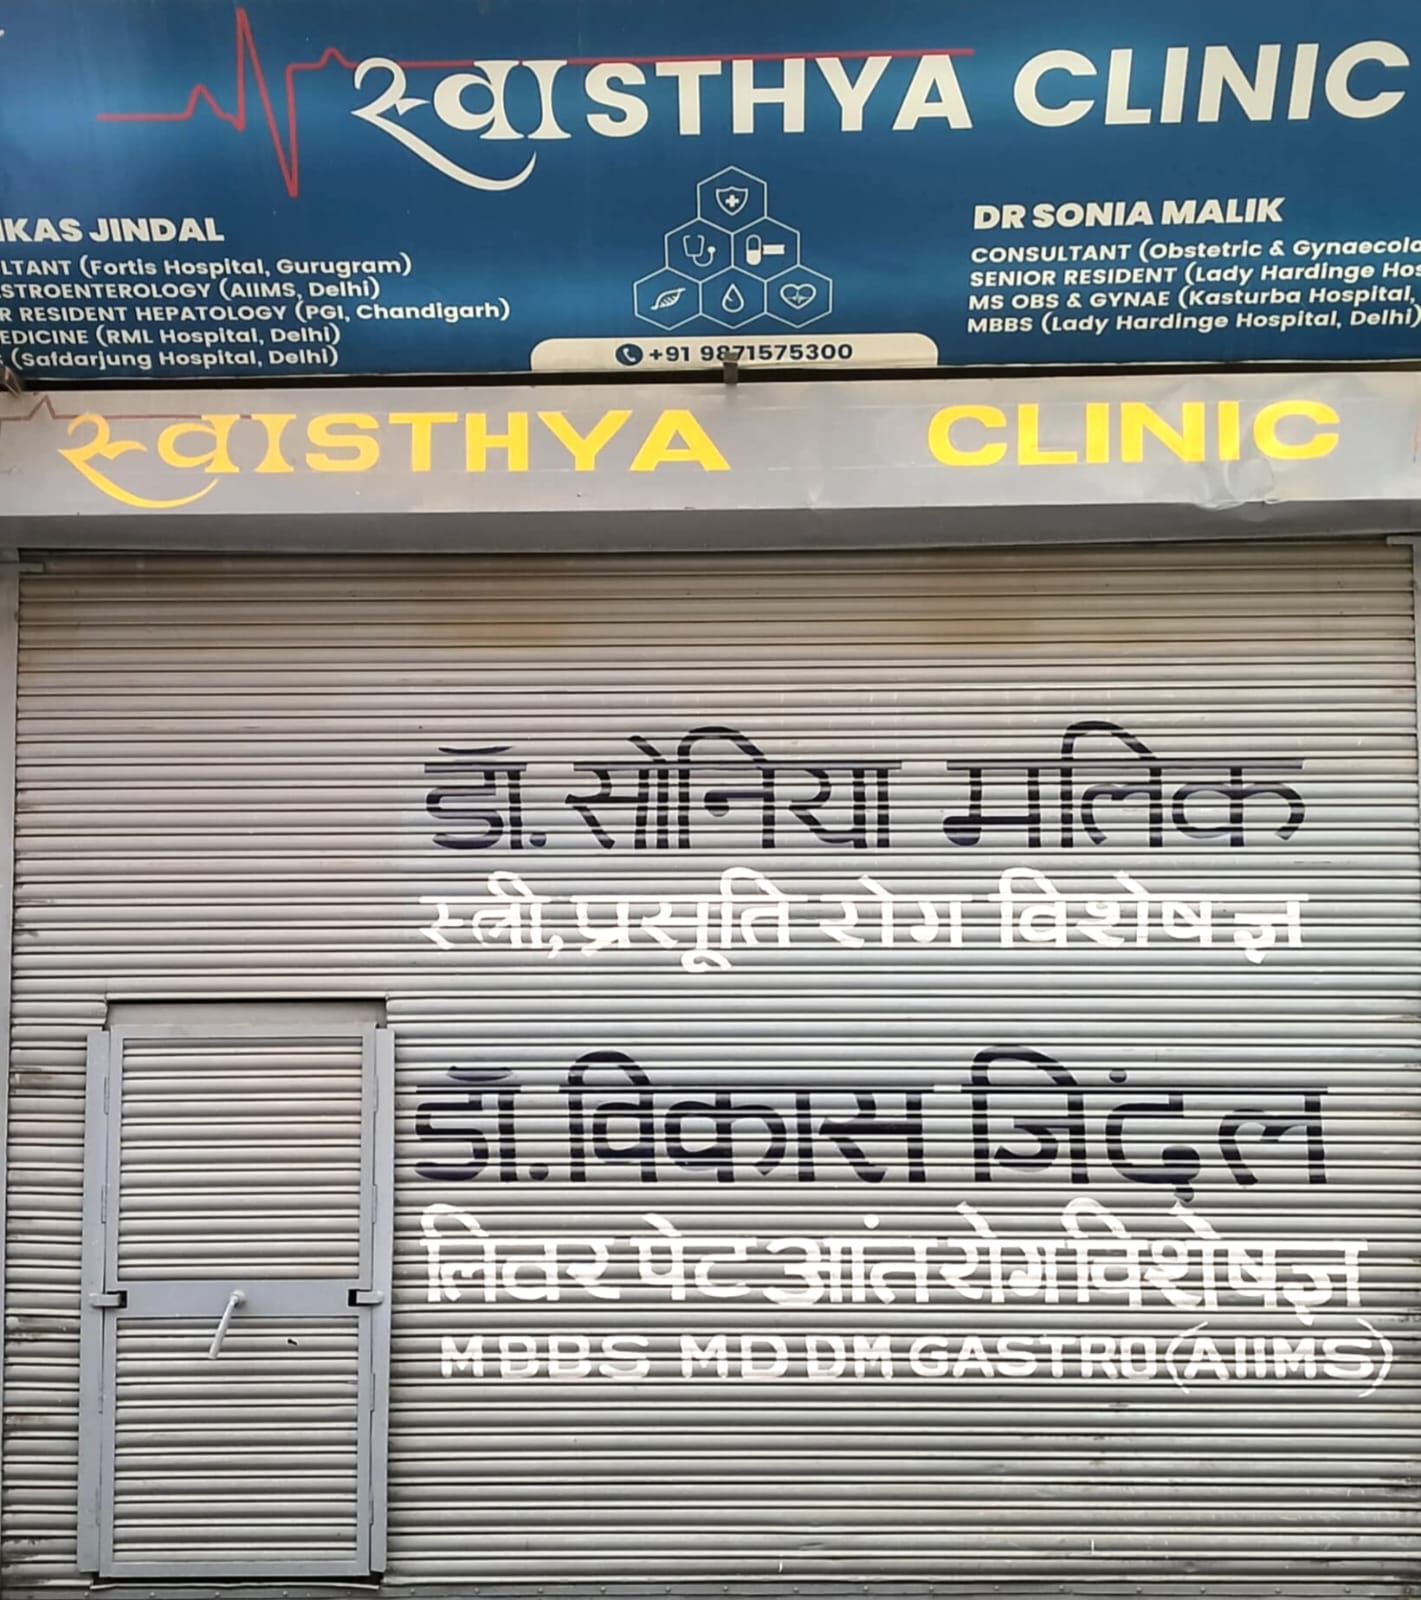 स्वाSTHYA CLINIC
IKAS JINDAL
LTANT (Fortis Hospital, Gurugram)
STROENTEROLOGY (AIIMS, Delhi)
R RESIDENT HEPATOLOGY (PGI, Chandigarh)
EDICINE (RML Hospital, Delhi)
(Safdarjung Hospital, Delhi)
DR SONIA MALIK
CONSULTANT (Obstetric & Gynaecolo
SENIOR RESIDENT (Lady Hardinge Hos
MS OBS & GYNAE (Kasturba Hospital,
MBBS (Lady Hardinge Hospital, Delhi)
+91 9871575300
स्वाSTHYA CLINIC
डॉ. सोनिया मलिक
स्त्री, प्रसूति रोग विशेषज्ञ
डॉ. विकास जिंदल
लिवर पेट आंत रोग विशेषज्ञ
MBBS MD DM GASTRO (AIIMS)